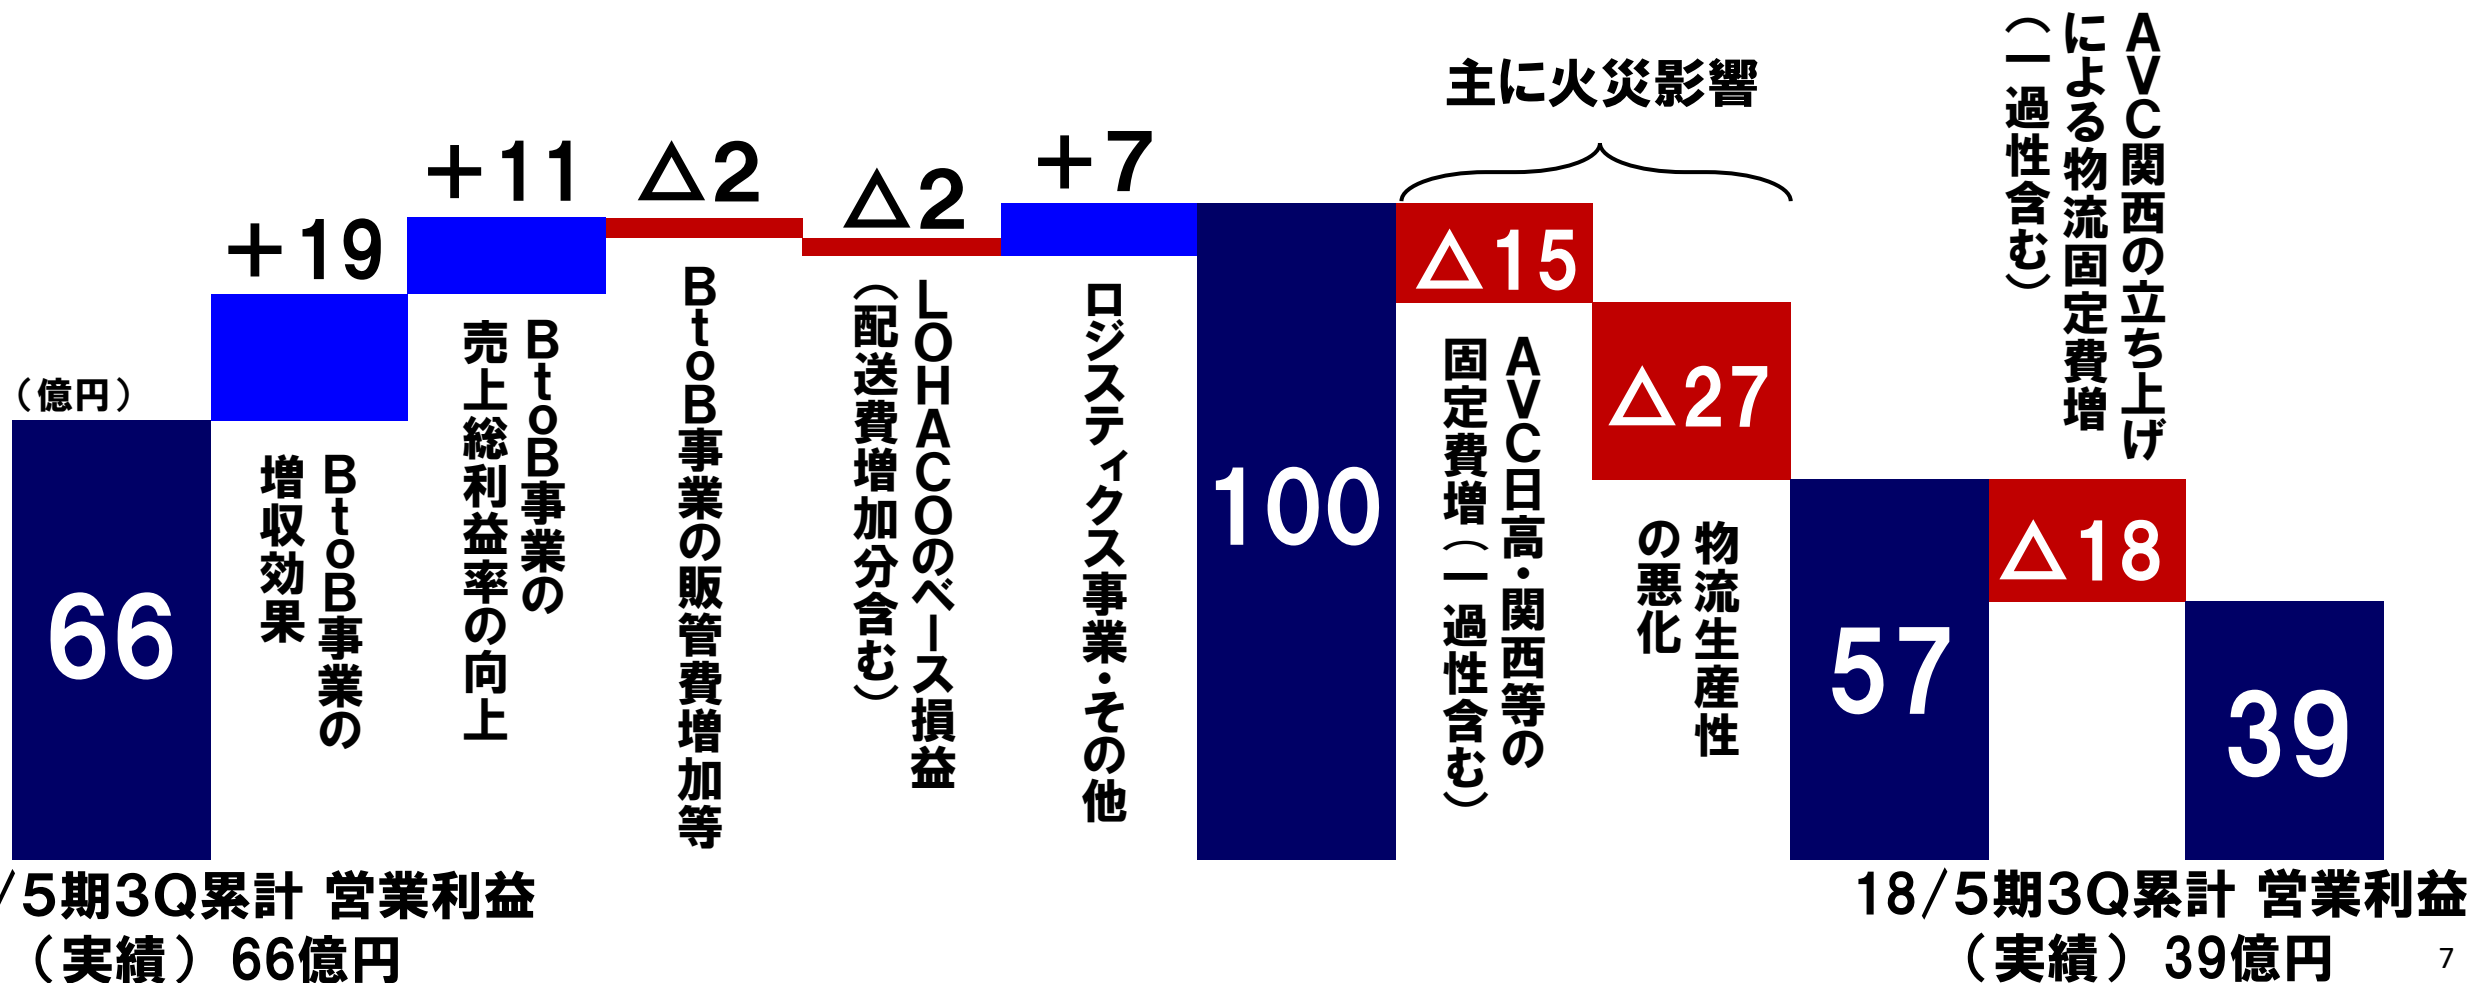 （億円）
66
＋19
BtoB事業の
増収効果
＋11
BtoB事業の
売上総利益率の向上
△2
BtoB事業の販管費増加等
△2
LOHACOのベース損益
（配送費増加分含む）
＋7
ロジスティクス事業・その他
100
主に火災影響
△15
AVC日高・関西等の
固定費増（一過性含む）
△27
物流生産性
の悪化
57
AVC関西の立ち上げ
による物流固定費増
（一過性含む）
△18
39
/5期3Q累計 営業利益
（実績）66億円
18/5期3Q累計 営業利益
（実績）39億円
7